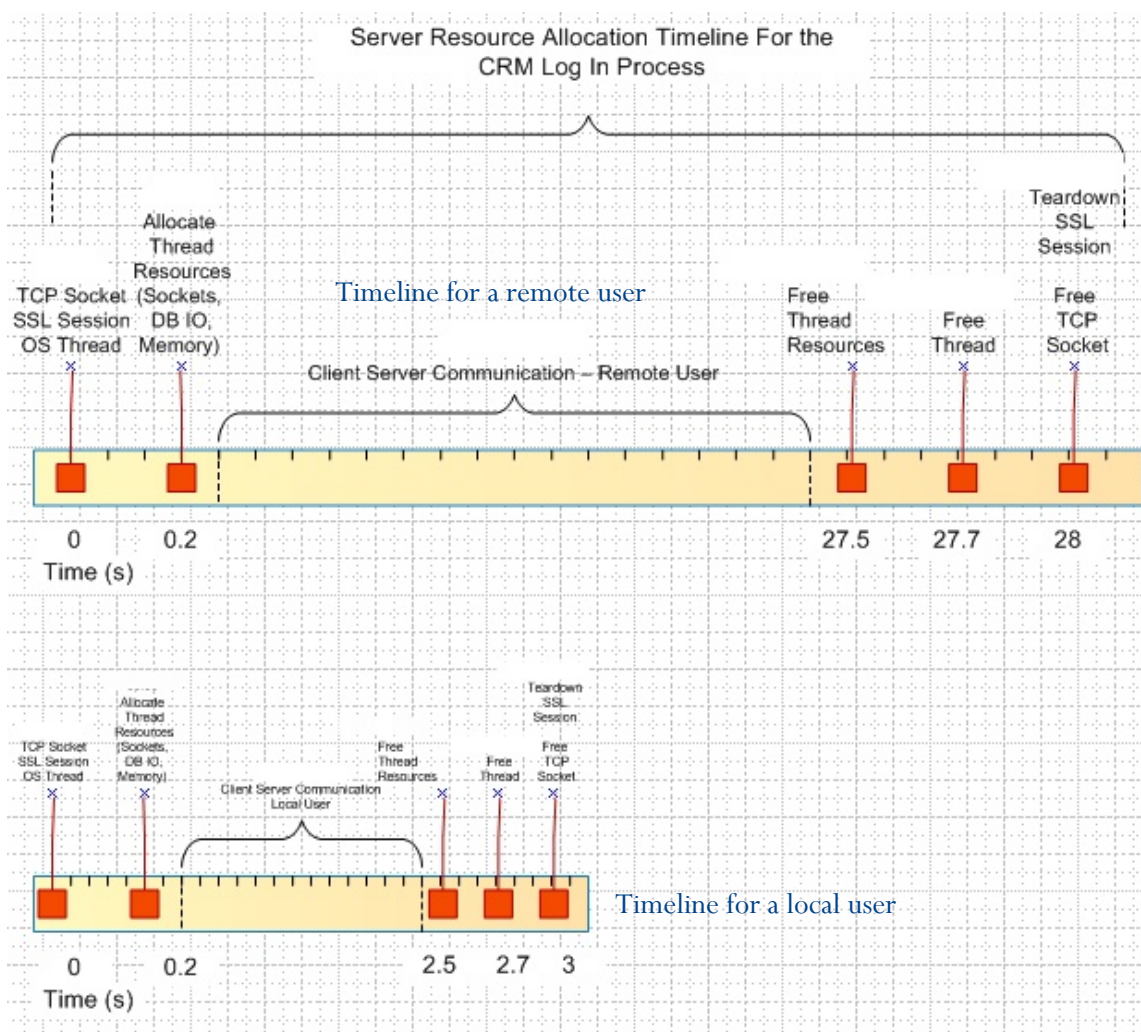 Server Resource Allocation Timeline For the
CRM Log In Process
TCP Socket
SSL Session
OS Thread
Allocate
Thread
Resources
(Sockets,
DB IO,
Memory)
Timeline for a remote user
Client Server Communication – Remote User
Free
Thread
Resources
Free
Thread
Teardown
SSL
Session
Free
TCP
Socket
0
0.2
27.5
27.7
28
Time (s)
TCP Socket
SSL Session
OS Thread
Allocate
Thread
Resources
(Sockets,
DB IO,
Memory)
Client Server Communication
Local User
Free
Thread
Resources
Free
Thread
Teardown
SSL
Session
Free
TCP
Socket
Timeline for a local user
0
0.2
2.5
2.7
3
Time (s)